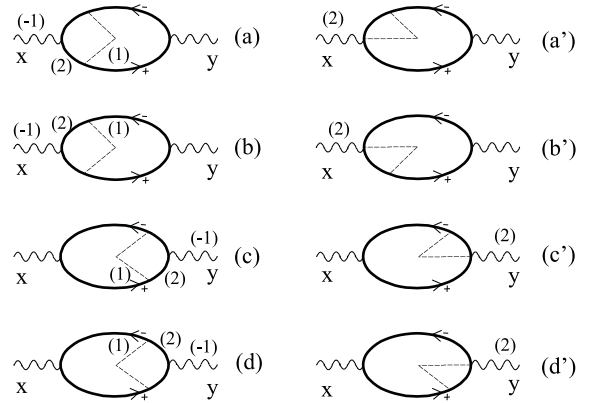 (-1) - (a) (2) - (a’)
x (2) (1) + y x + y
(-1) (2) (1) - (b) (2) - (b’)
x + y x + y
- (-1) (c) - (2) (c’)
x (1) + (2) y x + y
(1) - (2) (-1) (d) - (2) (d’)
x + y x + y